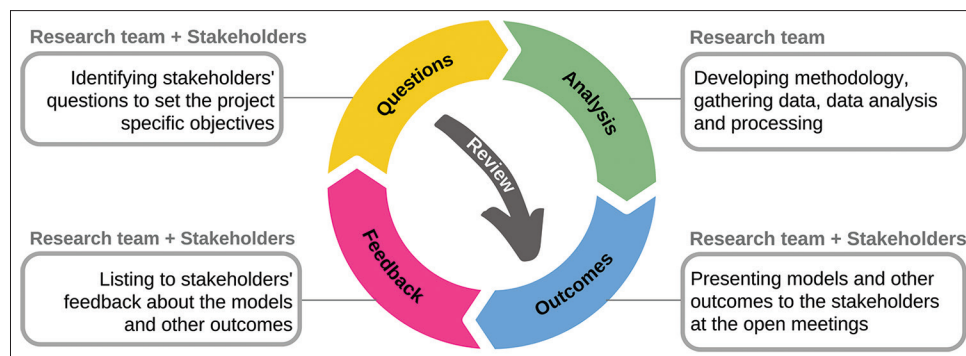 Research team + Stakeholders
Identifying stakeholders'
questions to set the project
specific objectives
Questions
Analysis
Research team
Developing methodology,
gathering data, data analysis
and processing
Review
Research team + Stakeholders
Listing to stakeholders'
feedback about the models
and other outcomes
Feedback
Outcomes
Research team + Stakeholders
Presenting models and other
outcomes to the stakeholders
at the open meetings